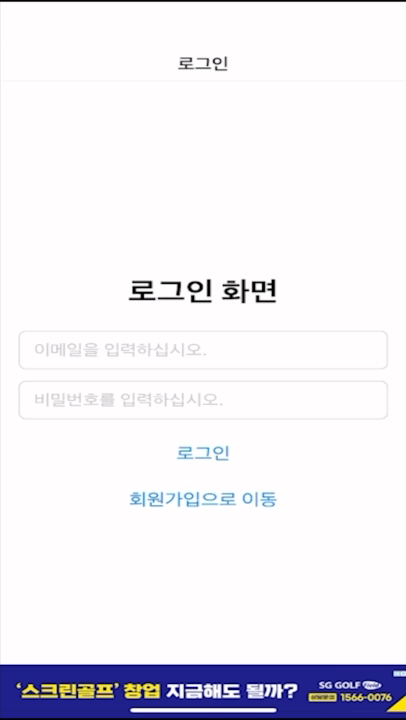 로그인
로그인 화면
이메일을 입력하십시오.
비밀번호를 입력하십시오.
로그인
회원가입으로 이동
‘스크린골프’ 창업 지금해도 될까?
SG GOLF
1566-0076